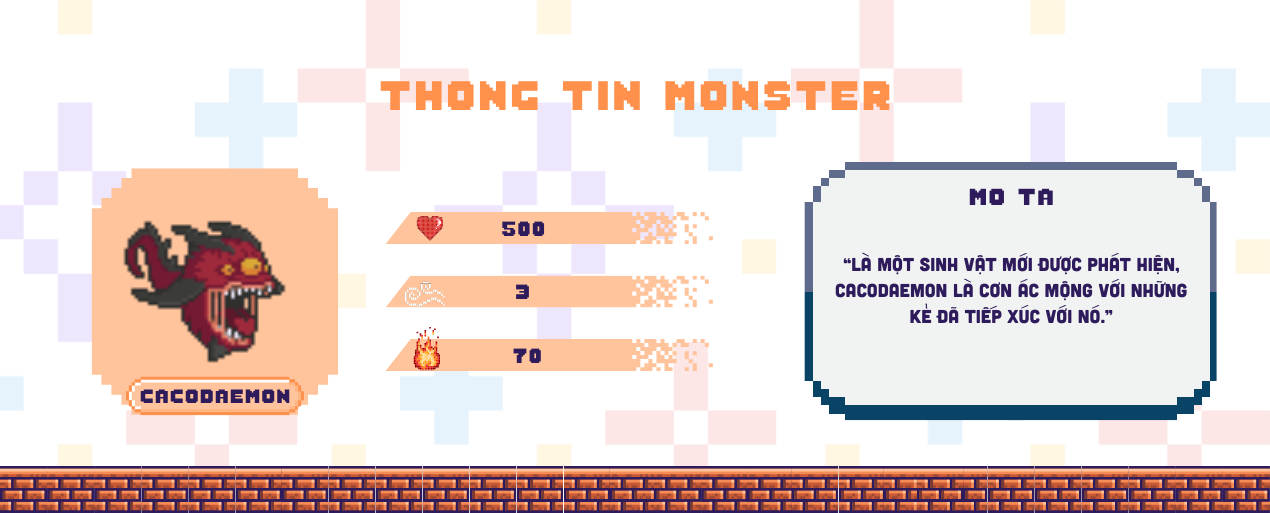 THONG TIN MONSTER
CACODAEMON
500
3
70
MO TA
“LÀ MỘT SINH VẬT MỚI ĐƯỢC PHÁT HIỆN,
CACODAEMON LÀ CƠN ÁC MỘNG VỚI NHỮNG
KẺ ĐÃ TIẾP XÚC VỚI NÓ.”